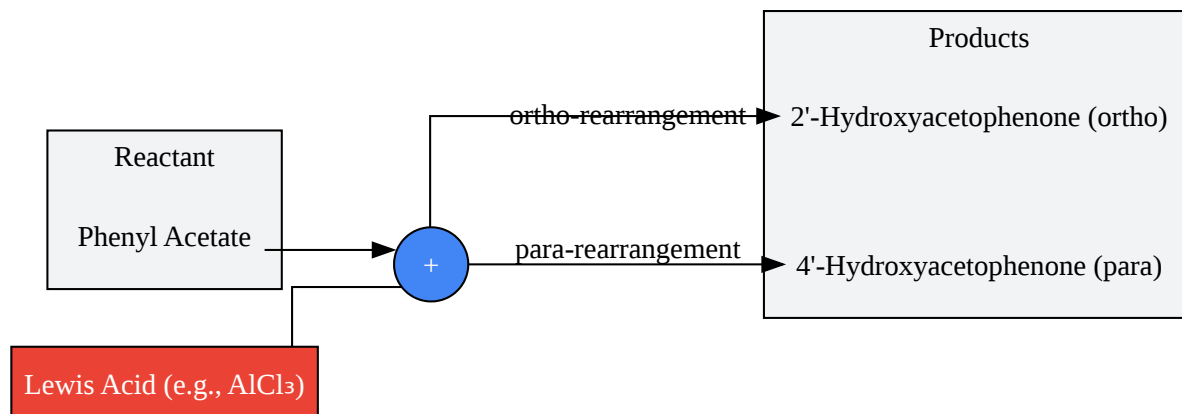 Products
ortho-rearrangement
2'-Hydroxyacetophenone (ortho)
Reactant
Phenyl Acetate
+
para-rearrangement
4'-Hydroxyacetophenone (para)
Lewis Acid (e.g., AlCl₃)